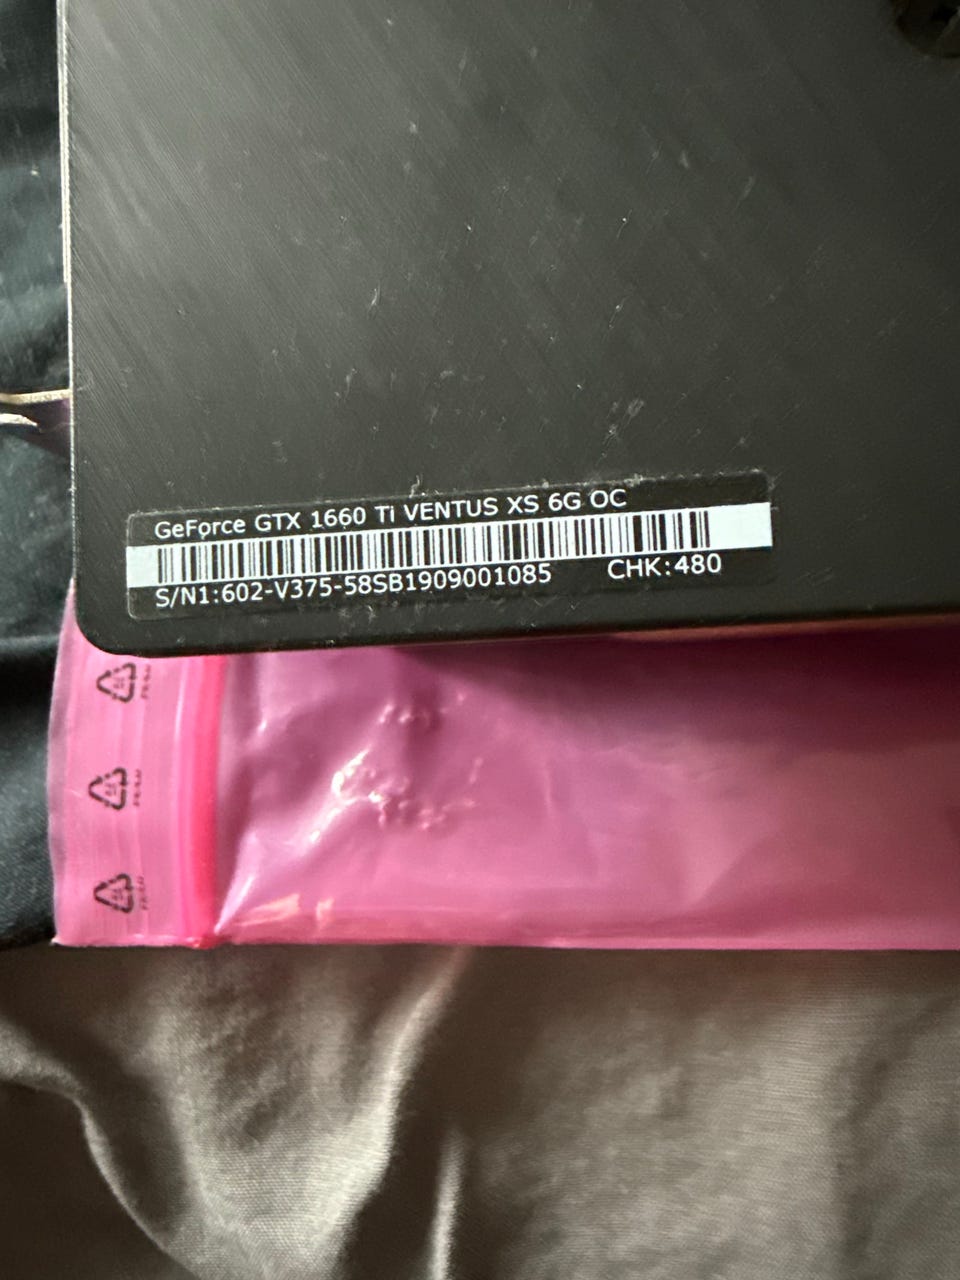 GeForce GTX 1660 Ti VENTUS XS 6G OC
S/N1:602-V375-58SB1909001085 CHK:480